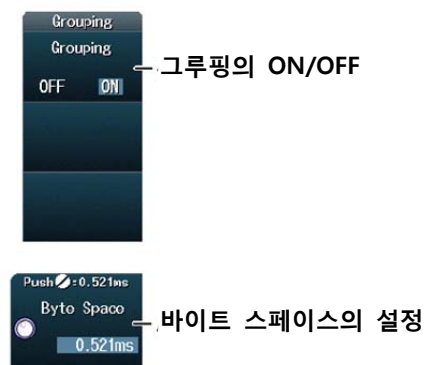 Grouping
Grouping
그루핑의 ON/OFF
OFF ON
Push:0.521ms
Byto Spaco
바이트 스페이스의 설정
0.521ms